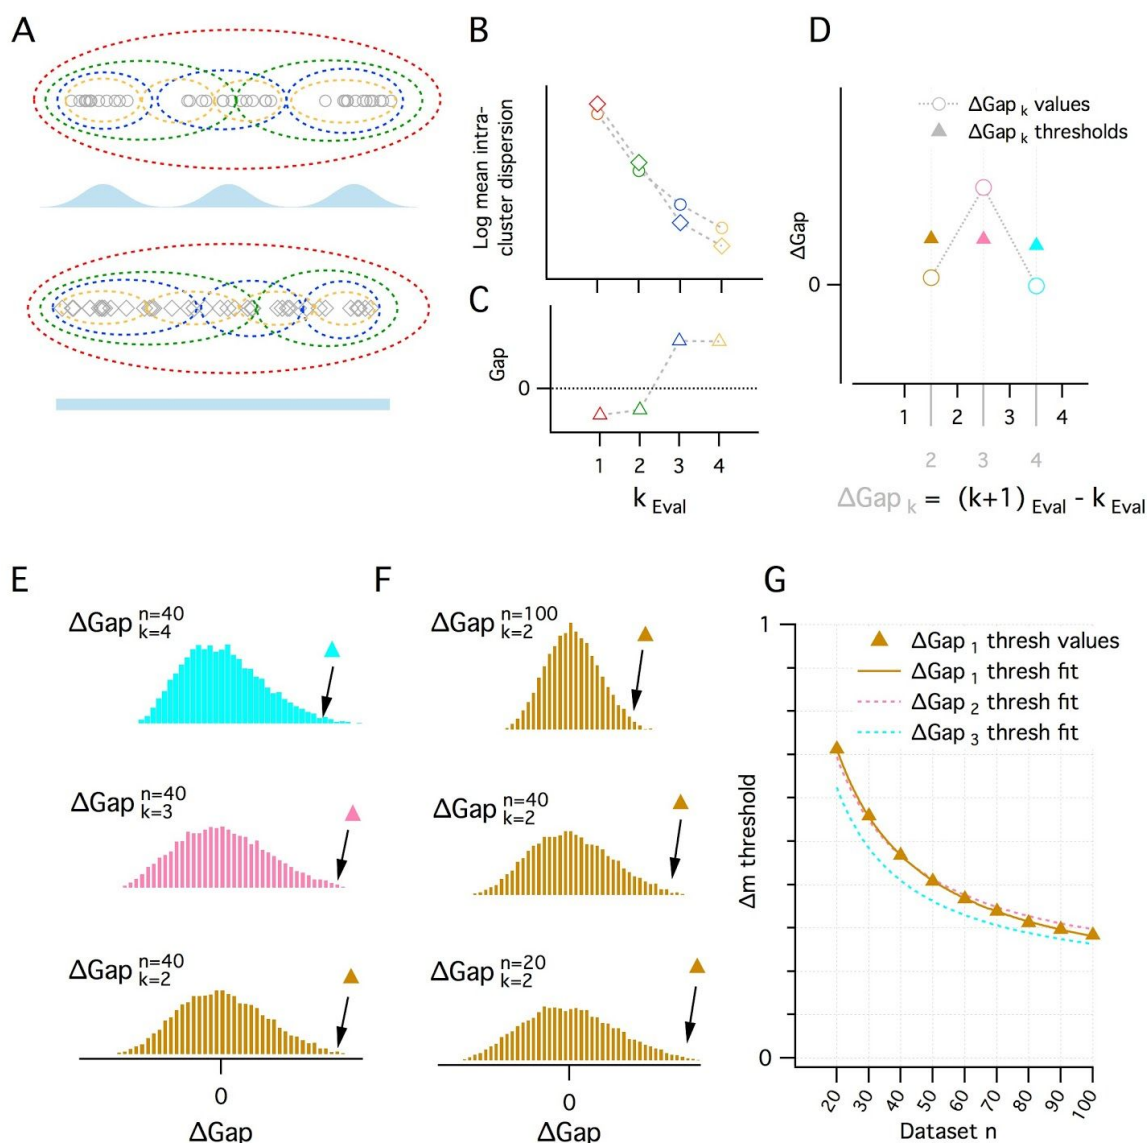 A
B
Log mean intra-
cluster dispersion
C
Gap
0
1 2 3 4
k Eval
D
ΔGap k values
ΔGap k thresholds
ΔGap
0
1 2 3 4
2 3 4
ΔGap k = (k+1) Eval - k Eval
E
ΔGap n=40
k=4
ΔGap n=40
k=3
ΔGap n=40
k=2
0
ΔGap
F
ΔGap n=100
k=2
ΔGap n=40
k=2
ΔGap n=20
k=2
0
ΔGap
G
1
ΔGap 1 thresh values
ΔGap 1 thresh fit
ΔGap 2 thresh fit
ΔGap 3 thresh fit
Δm threshold
0
20 30 40 50 60 70 80 90 100
Dataset n